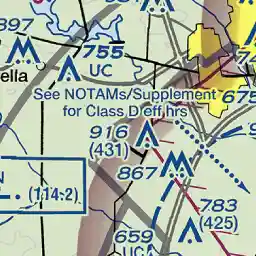 897
755
UC
ella
See NOTAMs/Supplement
for Class D eff hrs
675
916
(431)
867
(114.2)
783
(425)
659
UC